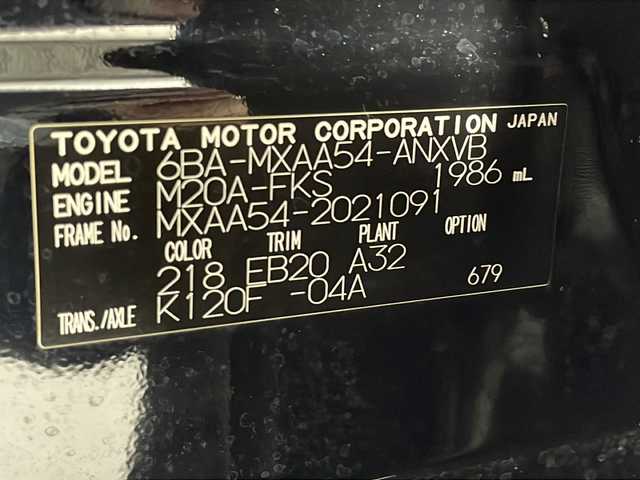 TOYOTA MOTOR CORPORATION JAPAN
MODEL 6BA-MXAA54-ANXVB
ENGINE M20A-FKS 1986 mL
FRAME No. MXAA54-2021091
COLOR TRIM PLANT OPTION
218 EB20 A32
TRANS./AXLE K120F -04A 679